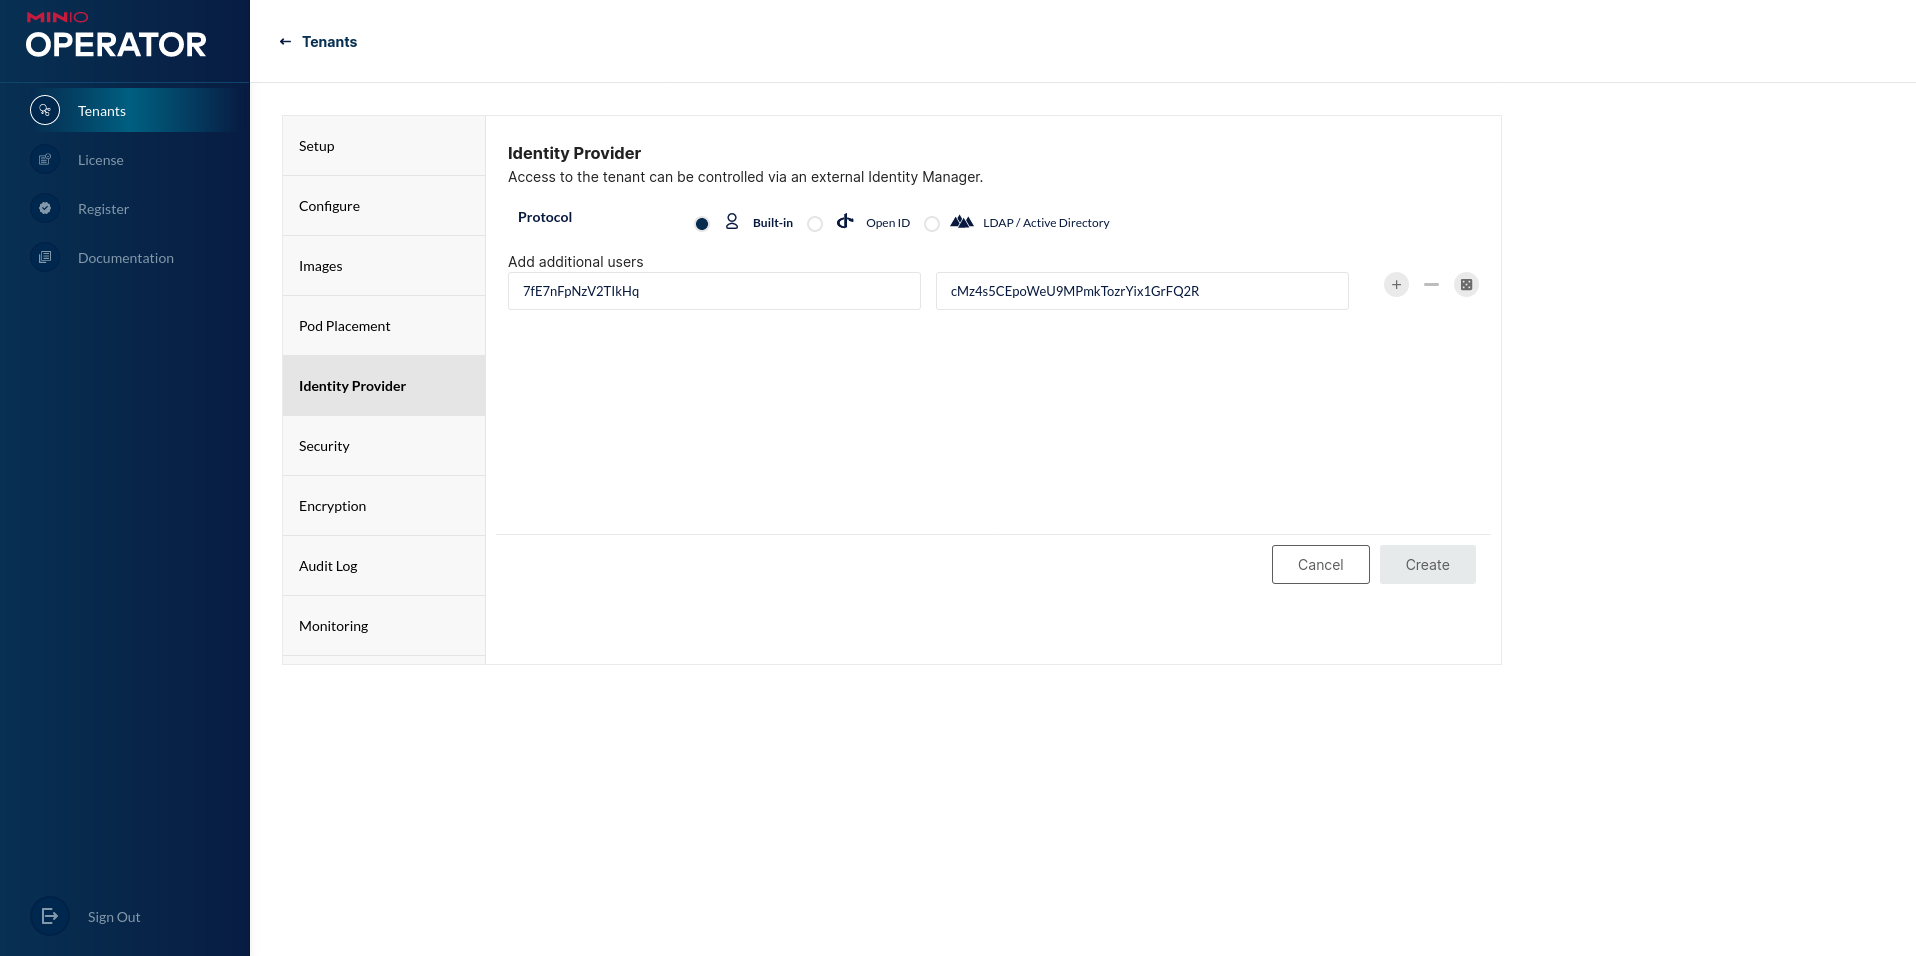 MINIO
OPERATOR
Tenants
License
Register
Documentation
Sign Out
Tenants
Setup
Configure
Images
Pod Placement
Identity Provider
Security
Encryption
Audit Log
Monitoring
Identity Provider
Access to the tenant can be controlled via an external Identity Manager.
Protocol Built-in Open ID LDAP / Active Directory
Add additional users
7fE7nFpNzV2TIkHq cMz4s5CEpoWeU9MPmkTozrYix1GrFQ2R
Cancel Create